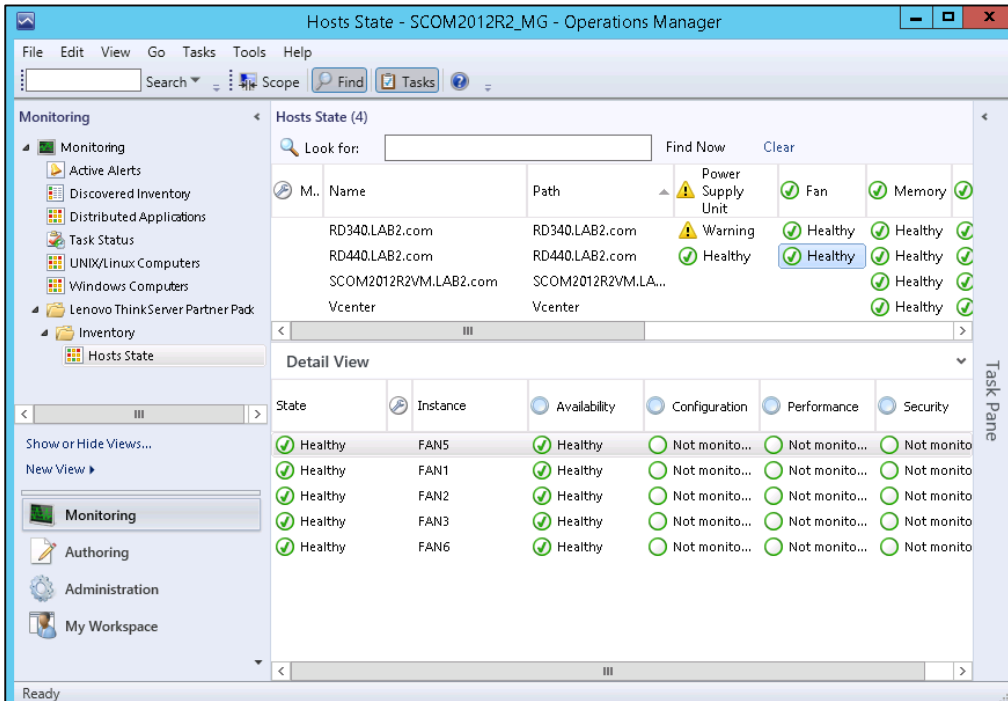 Hosts State - SCOM2012R2_MG - Operations Manager
File Edit View Go Tasks Tools Help
Search Scope Find Tasks
Monitoring
Monitoring
Active Alerts
Discovered Inventory
Distributed Applications
Task Status
UNIX/Linux Computers
Windows Computers
Lenovo ThinkServer Partner Pack
Inventory
Hosts State
Show or Hide Views...
New View
Monitoring
Authoring
Administration
My Workspace
Hosts State (4)
Look for: Find Now Clear
M.. Name Path Power Supply Unit Fan Memory
RD340.LAB2.com RD340.LAB2.com Warning Healthy Healthy
RD440.LAB2.com RD440.LAB2.com Healthy Healthy Healthy
SCOM2012R2VM.LAB2.com SCOM2012R2VM.LA... Healthy
Vcenter Vcenter Healthy
Detail View
State Instance Availability Configuration Performance Security
Healthy FAN5 Healthy Not monito... Not monito... Not monito
Healthy FAN1 Healthy Not monito... Not monito... Not monito
Healthy FAN2 Healthy Not monito... Not monito... Not monito
Healthy FAN3 Healthy Not monito... Not monito... Not monito
Healthy FAN6 Healthy Not monito... Not monito... Not monito
Task Pane
Ready